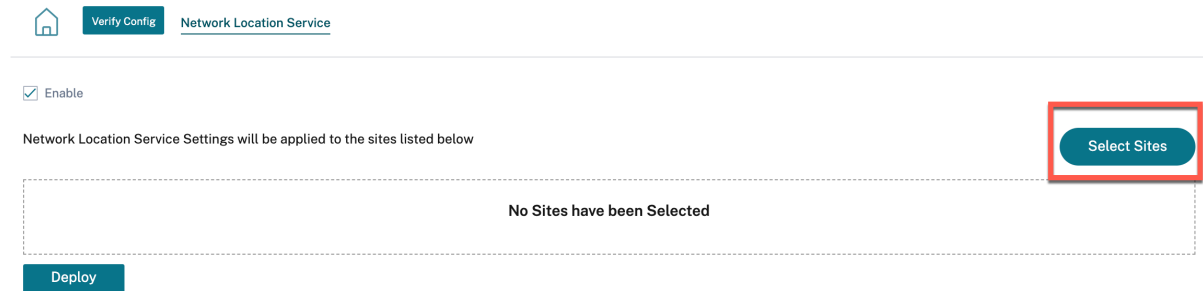 Verify Config Network Location Service
Enable
Network Location Service Settings will be applied to the sites listed below
Select Sites
No Sites have been Selected
Deploy